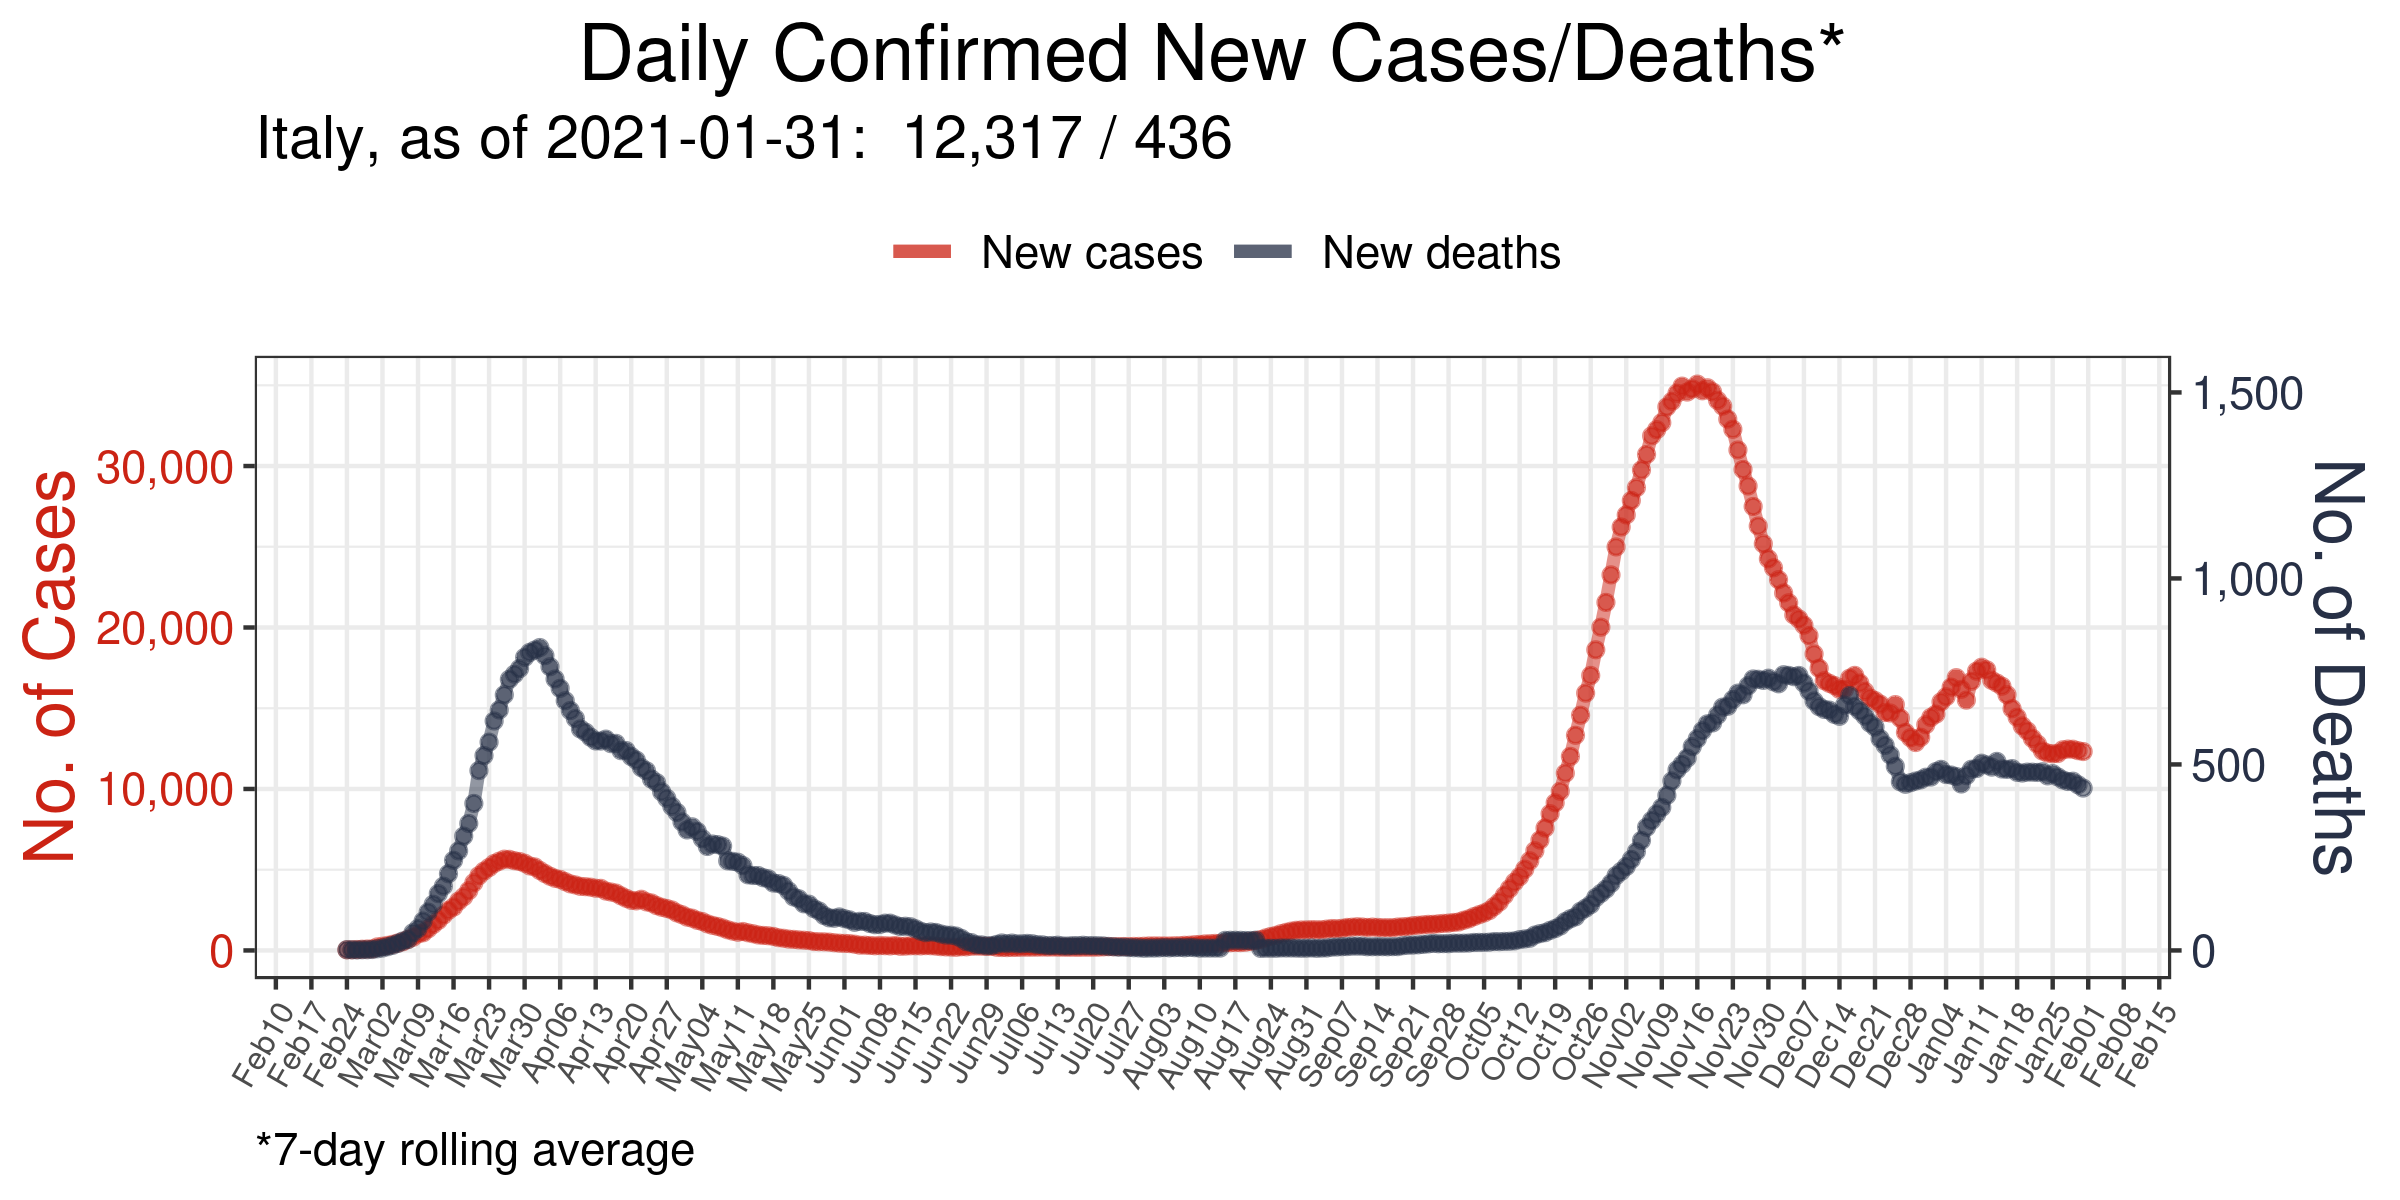 Daily Confirmed New Cases/Deaths*
Italy, as of 2021-01-31:  12,317 / 436
New cases
New deaths
No. of Cases
30,000
20,000
10,000
0
1,500
1,000
500
0
No. of Deaths
Feb10
Feb17
Feb24
Mar02
Mar09
Mar16
Mar23
Mar30
Apr06
Apr13
Apr20
Apr27
May04
May11
May18
May25
Jun01
Jun08
Jun15
Jun22
Jun29
Jul06
Jul13
Jul20
Jul27
Aug03
Aug10
Aug17
Aug24
Aug31
Sep07
Sep14
Sep21
Sep28
Oct05
Oct12
Oct19
Oct26
Nov02
Nov09
Nov16
Nov23
Nov30
Dec07
Dec14
Dec21
Dec28
Jan04
Jan11
Jan18
Jan25
Feb01
Feb08
Feb15
*7-day rolling average